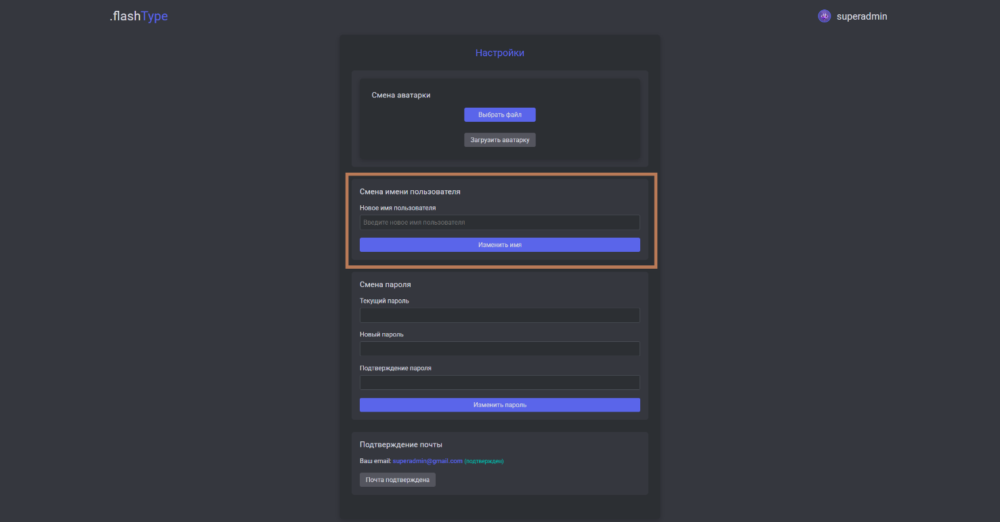 .flashType
superadmin
Настройки
Смена аватарки
Выбрать файл
Загрузить аватарку
Смена имени пользователя
Новое имя пользователя
Введите новое имя пользователя
Изменить имя
Смена пароля
Текущий пароль
Новый пароль
Подтверждение пароля
Изменить пароль
Подтверждение почты
Ваш email: superadmin@gmail.com (подтвержден)
Почта подтверждена